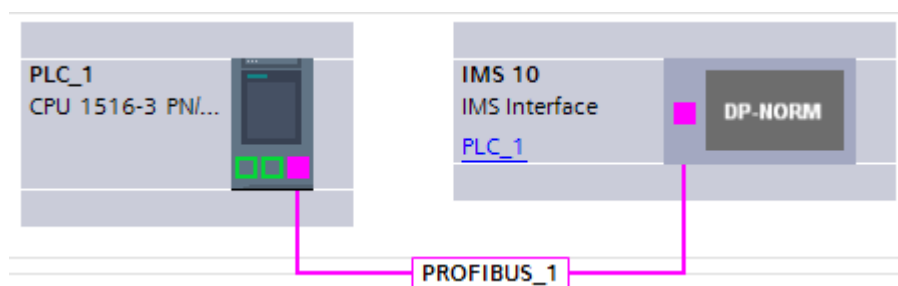 PLC_1
CPU 1516-3 PN/...
IMS 10
IMS Interface
PLC_1
DP-NORM
PROFIBUS_1